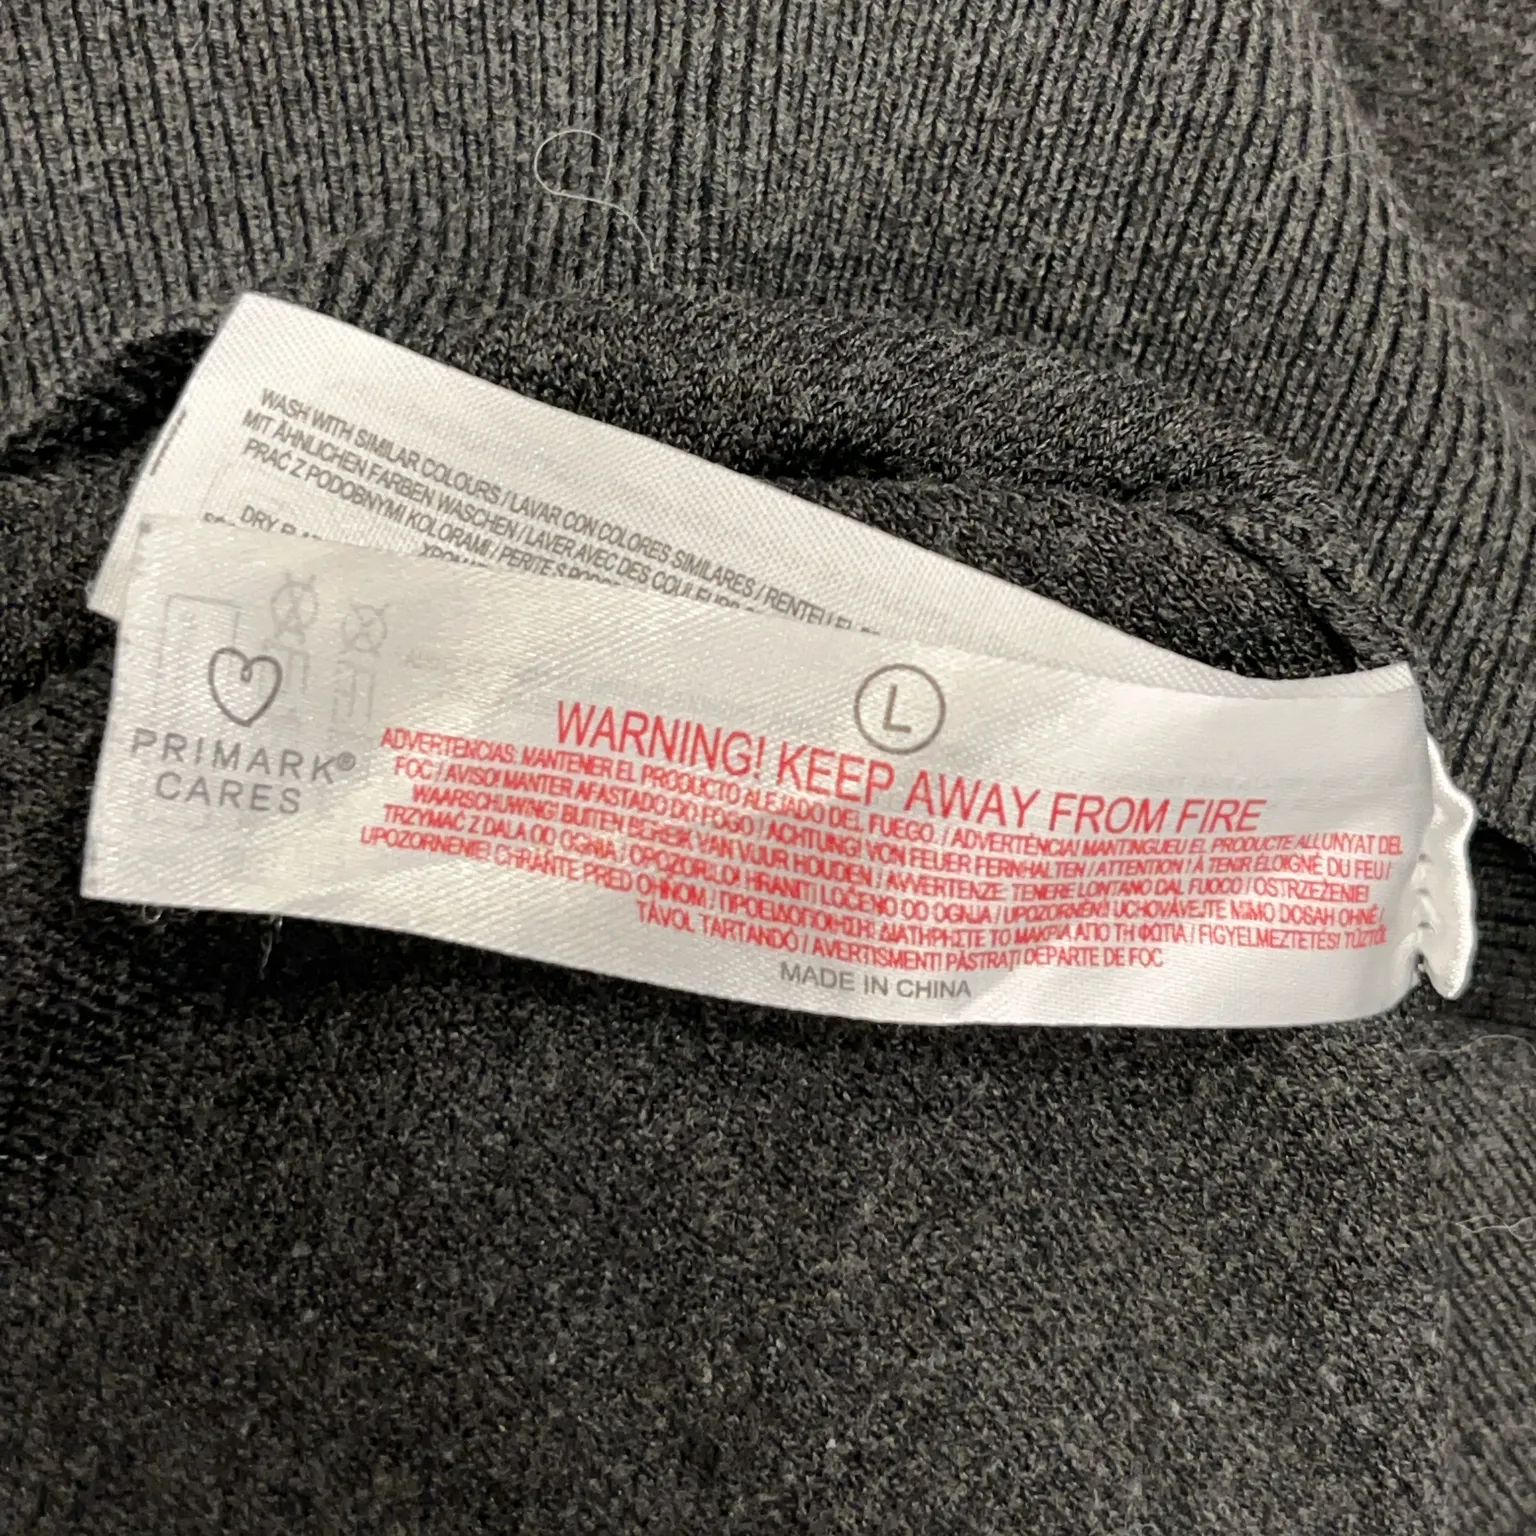 WASH WITH SIMILAR COLOURS / LAVAR CON COLORES SIMILARES /
MIT ÄHNLICHEN FARBEN WASCHEN / LAVER AVEC DES COULEURS
PRAĆ Z PODOBNYMI KOLORAMI /
DRY
PRIMARK®
CARES
L
WARNING! KEEP AWAY FROM FIRE
ADVERTENCIAS: MANTENER EL PRODUCTO ALEJADO DEL FUEGO. / ADVERTÈNCIA! MANTINGUEU EL PRODUCTE ALLUNYAT DEL
FOC / AVISO! MANTER AFASTADO DO FOGO / ACHTUNG! VON FEUER FERNHALTEN / ATTENTION ! À TENIR ÉLOIGNÉ DU FEU /
WAARSCHUWING! BUITEN BEREIK VAN VUUR HOUDEN / AVVERTENZE: TENERE LONTANO DAL FUOCO / OSTRZEŻENIE!
TRZYMAĆ Z DALA OD OGNIA / OPOZORILO! HRANITI LOČENO OD OGNJA / UPOZORNĚNÍ! UCHOVÁVEJTE MIMO DOSAH OHNĚ /
UPOZORNENIE! CHRÁŇTE PRED OHŇOM / ΠΡΟΕΙΔΟΠΟΙΗΣΗ! ΔΙΑΤΗΡΗΣΤΕ ΤΟ ΜΑΚΡΙΑ ΑΠΟ ΤΗ ΦΩΤΙΑ / FIGYELMEZTETÉS! TŰZTŐL
TÁVOL TARTANDÓ / AVERTISMENT! PĂSTRAȚI DEPARTE DE FOC
MADE IN CHINA